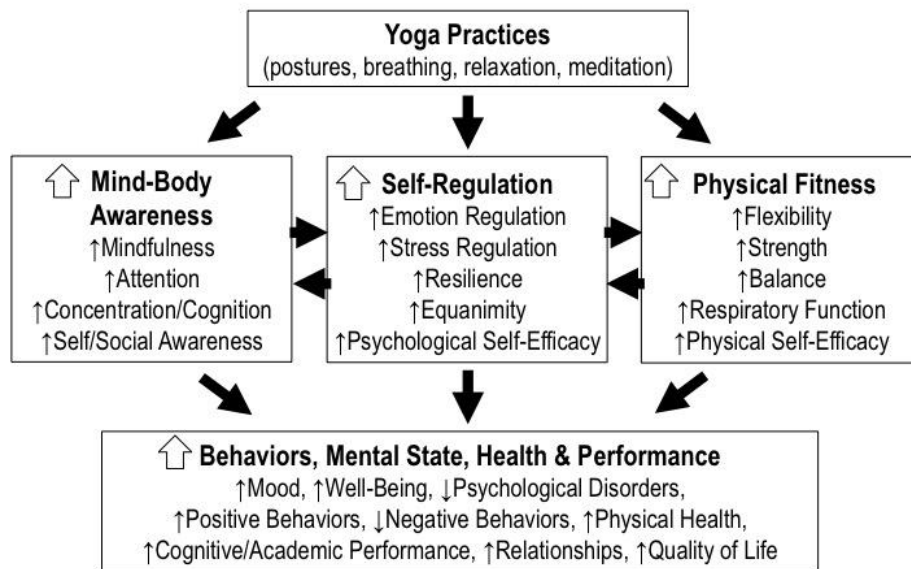 Yoga Practices
(postures, breathing, relaxation, meditation)
Mind-Body
Awareness
↑Mindfulness
↑Attention
↑Concentration/Cognition
↑Self/Social Awareness
Self-Regulation
↑Emotion Regulation
↑Stress Regulation
↑Resilience
↑Equanimity
↑Psychological Self-Efficacy
Physical Fitness
↑Flexibility
↑Strength
↑Balance
↑Respiratory Function
↑Physical Self-Efficacy
Behaviors, Mental State, Health & Performance
↑Mood, ↑Well-Being, ↓Psychological Disorders,
↑Positive Behaviors, ↓Negative Behaviors, ↑Physical Health,
↑Cognitive/Academic Performance, ↑Relationships, ↑Quality of Life